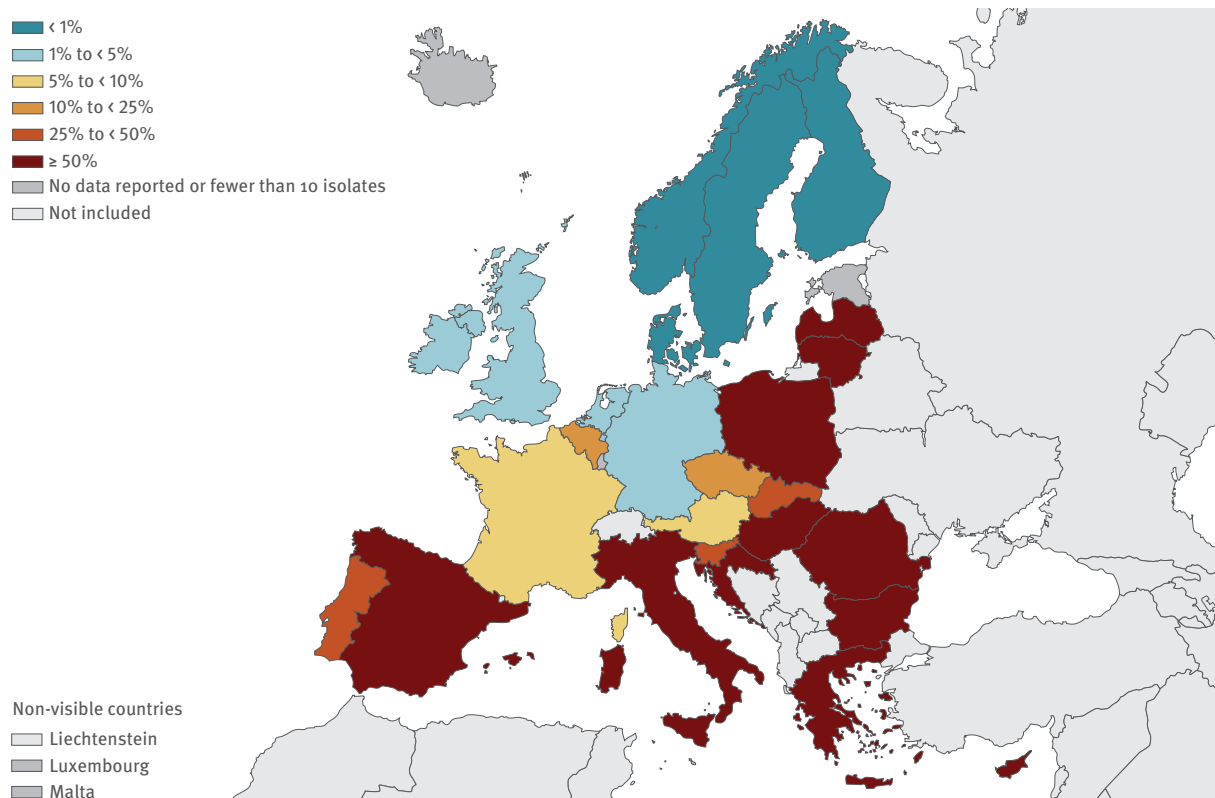 < 1%
1% to < 5%
5% to < 10%
10% to < 25%
25% to < 50%
≥ 50%
No data reported or fewer than 10 isolates
Not included
Non-visible countries
Liechtenstein
Luxembourg
Malta